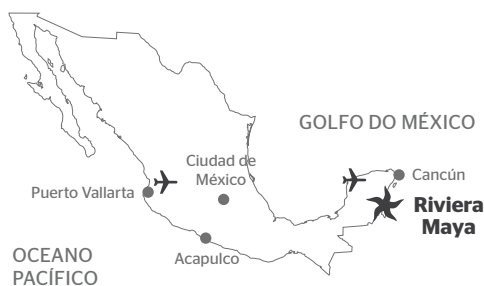 GOLFO DO MÉXICO
Ciudad de
México
Cancún
Puerto Vallarta
Riviera
Maya
Acapulco
OCEANO
PACÍFICO